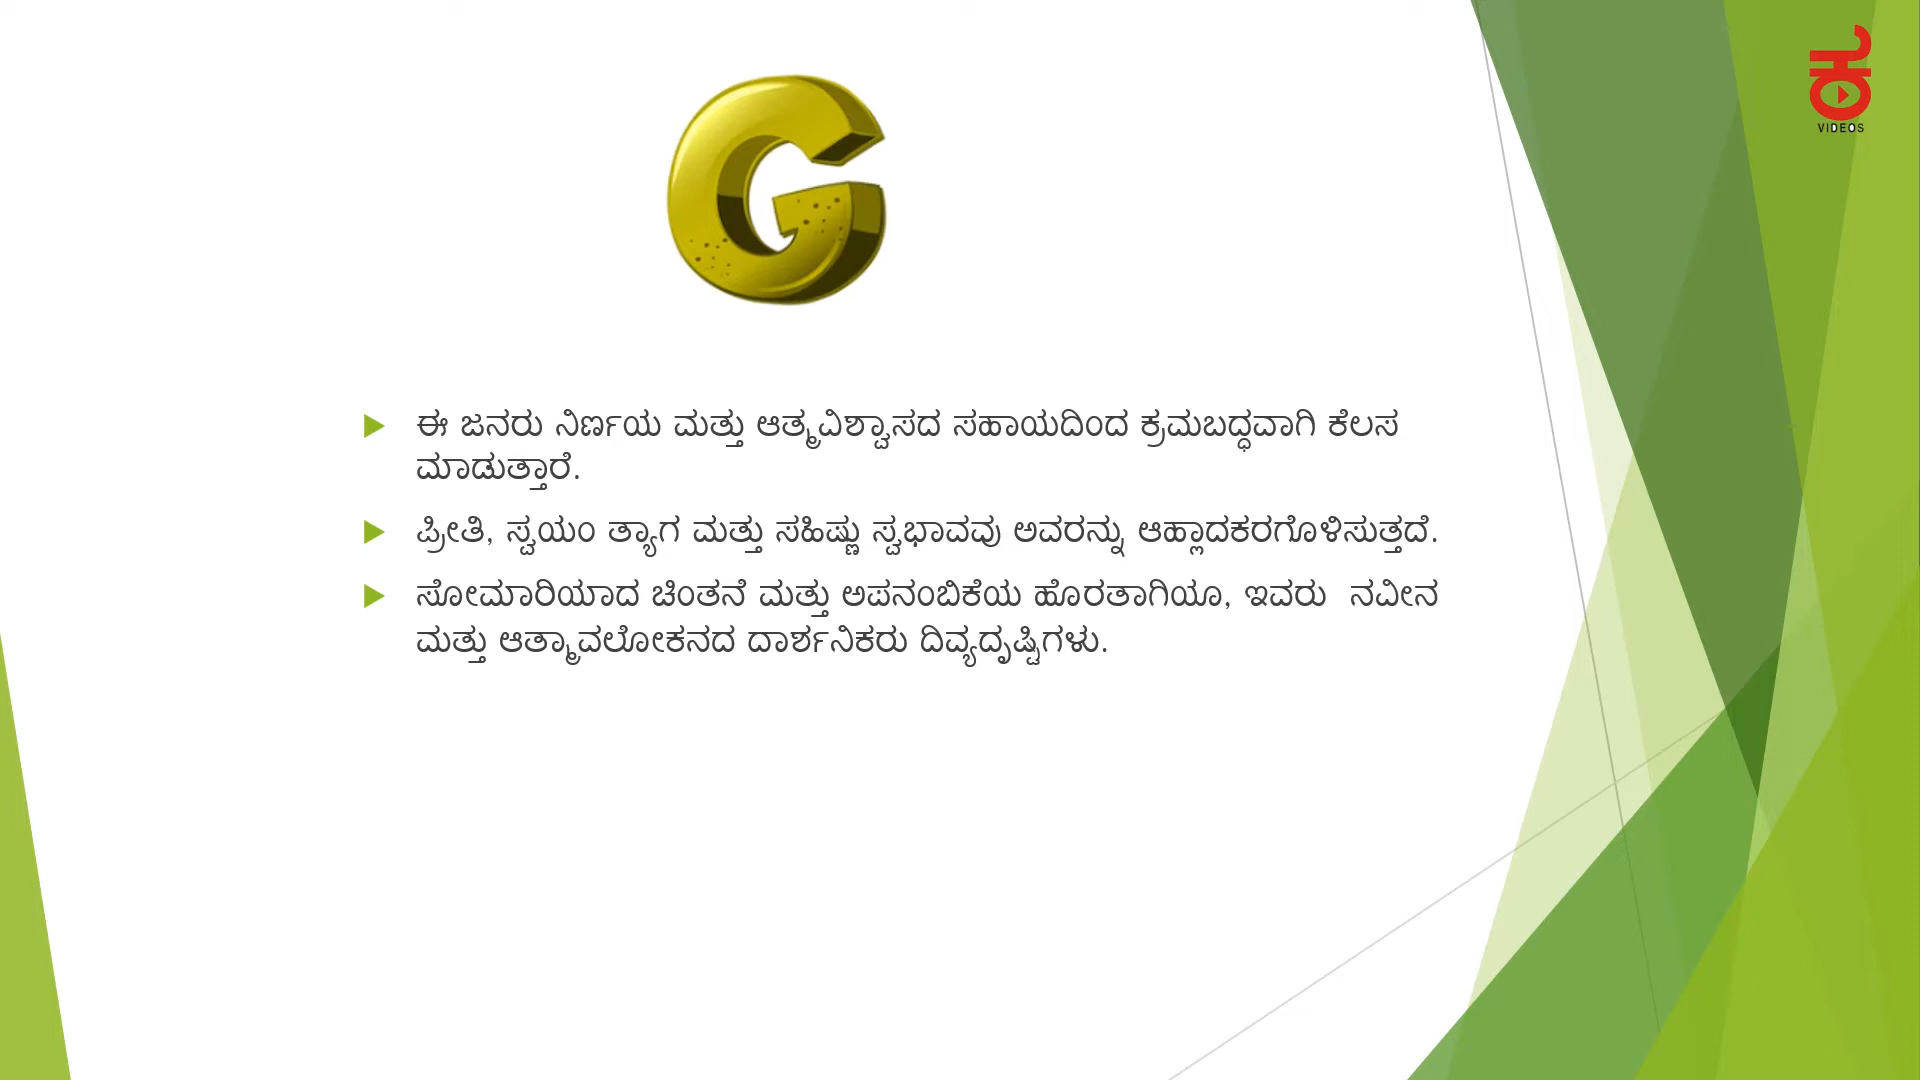 G
ಈ ಜನರು ನಿರ್ಣಯ ಮತ್ತು ಆತ್ಮವಿಶ್ವಾಸದ ಸಹಾಯದಿಂದ ಕ್ರಮಬದ್ಧವಾಗಿ ಕೆಲಸ
ಮಾಡುತ್ತಾರೆ.
ಪ್ರೀತಿ, ಸ್ವಯಂ ತ್ಯಾಗ ಮತ್ತು ಸಹಿಷ್ಣು ಸ್ವಭಾವವು ಅವರನ್ನು ಆಹ್ಲಾದಕರಗೊಳಿಸುತ್ತದೆ.
ಸೋಮಾರಿಯಾದ ಚಿಂತನೆ ಮತ್ತು ಅಪನಂಬಿಕೆಯ ಹೊರತಾಗಿಯೂ, ಇವರು ನವೀನ
ಮತ್ತು ಆತ್ಮಾವಲೋಕನದ ದಾರ್ಶನಿಕರು ದಿವ್ಯದೃಷ್ಟಿಗಳು.
VIDEOS